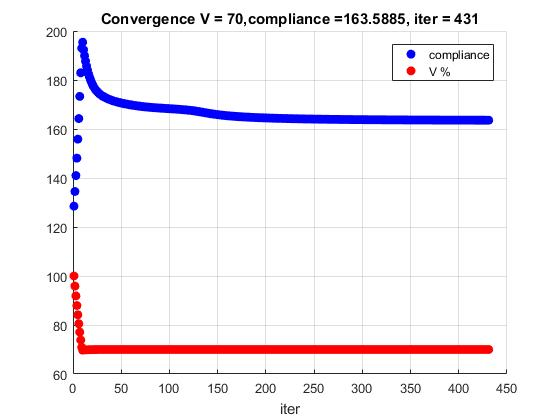 Convergence V = 70,compliance =163.5885, iter = 431
200
180
160
140
120
100
80
60
0 50 100 150 200 250 300 350 400 450
iter
compliance
V %